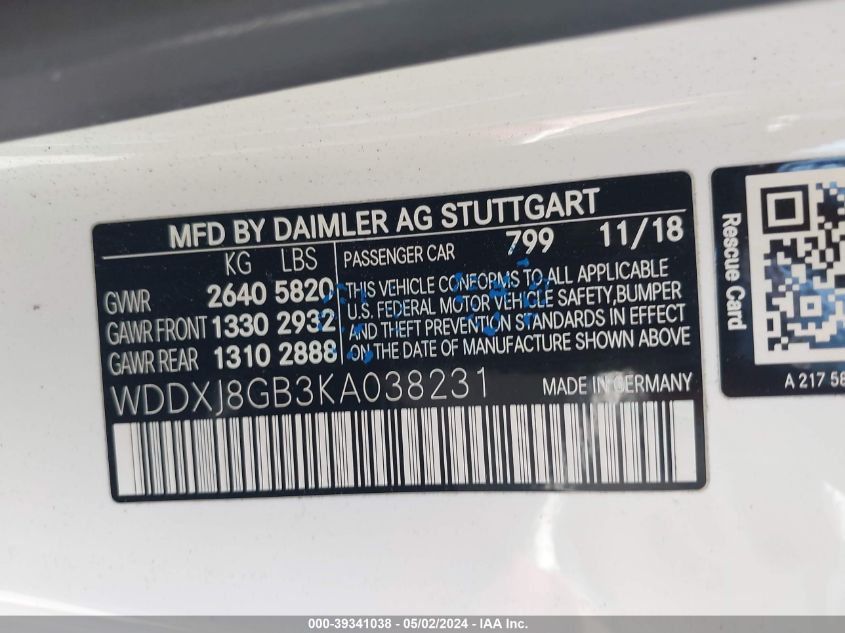 MFD BY DAIMLER AG STUTTGART
KG LBS
GVWR 2640 5820
GAWR FRONT 1330 2932
GAWR REAR 1310 2888
PASSENGER CAR 799 11/18
THIS VEHICLE CONFORMS TO ALL APPLICABLE
U.S. FEDERAL MOTOR VEHICLE SAFETY,BUMPER
AND THEFT PREVENTION STANDARDS IN EFFECT
ON THE DATE OF MANUFACTURE SHOWN ABOVE
WDDXJ8GB3KA038231
MADE IN GERMANY
Rescue Card
A 217 58
000-39341038 - 05/02/2024 - IAA Inc.